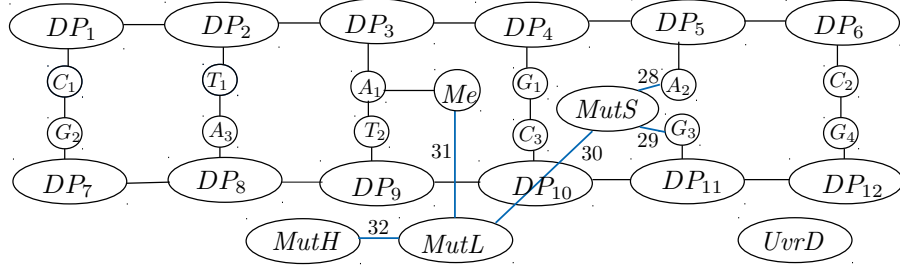 DP₁ DP₂ DP₃ DP₄ DP₅ DP₆
C₁ T₁ A₁ Me G₁ 28 A₂ C₂
MutS
G₂ A₃ T₂ C₃ 29 G₃ G₄
31 30
DP₇ DP₈ DP₉ DP₁₀ DP₁₁ DP₁₂
32
MutH MutL UvrD